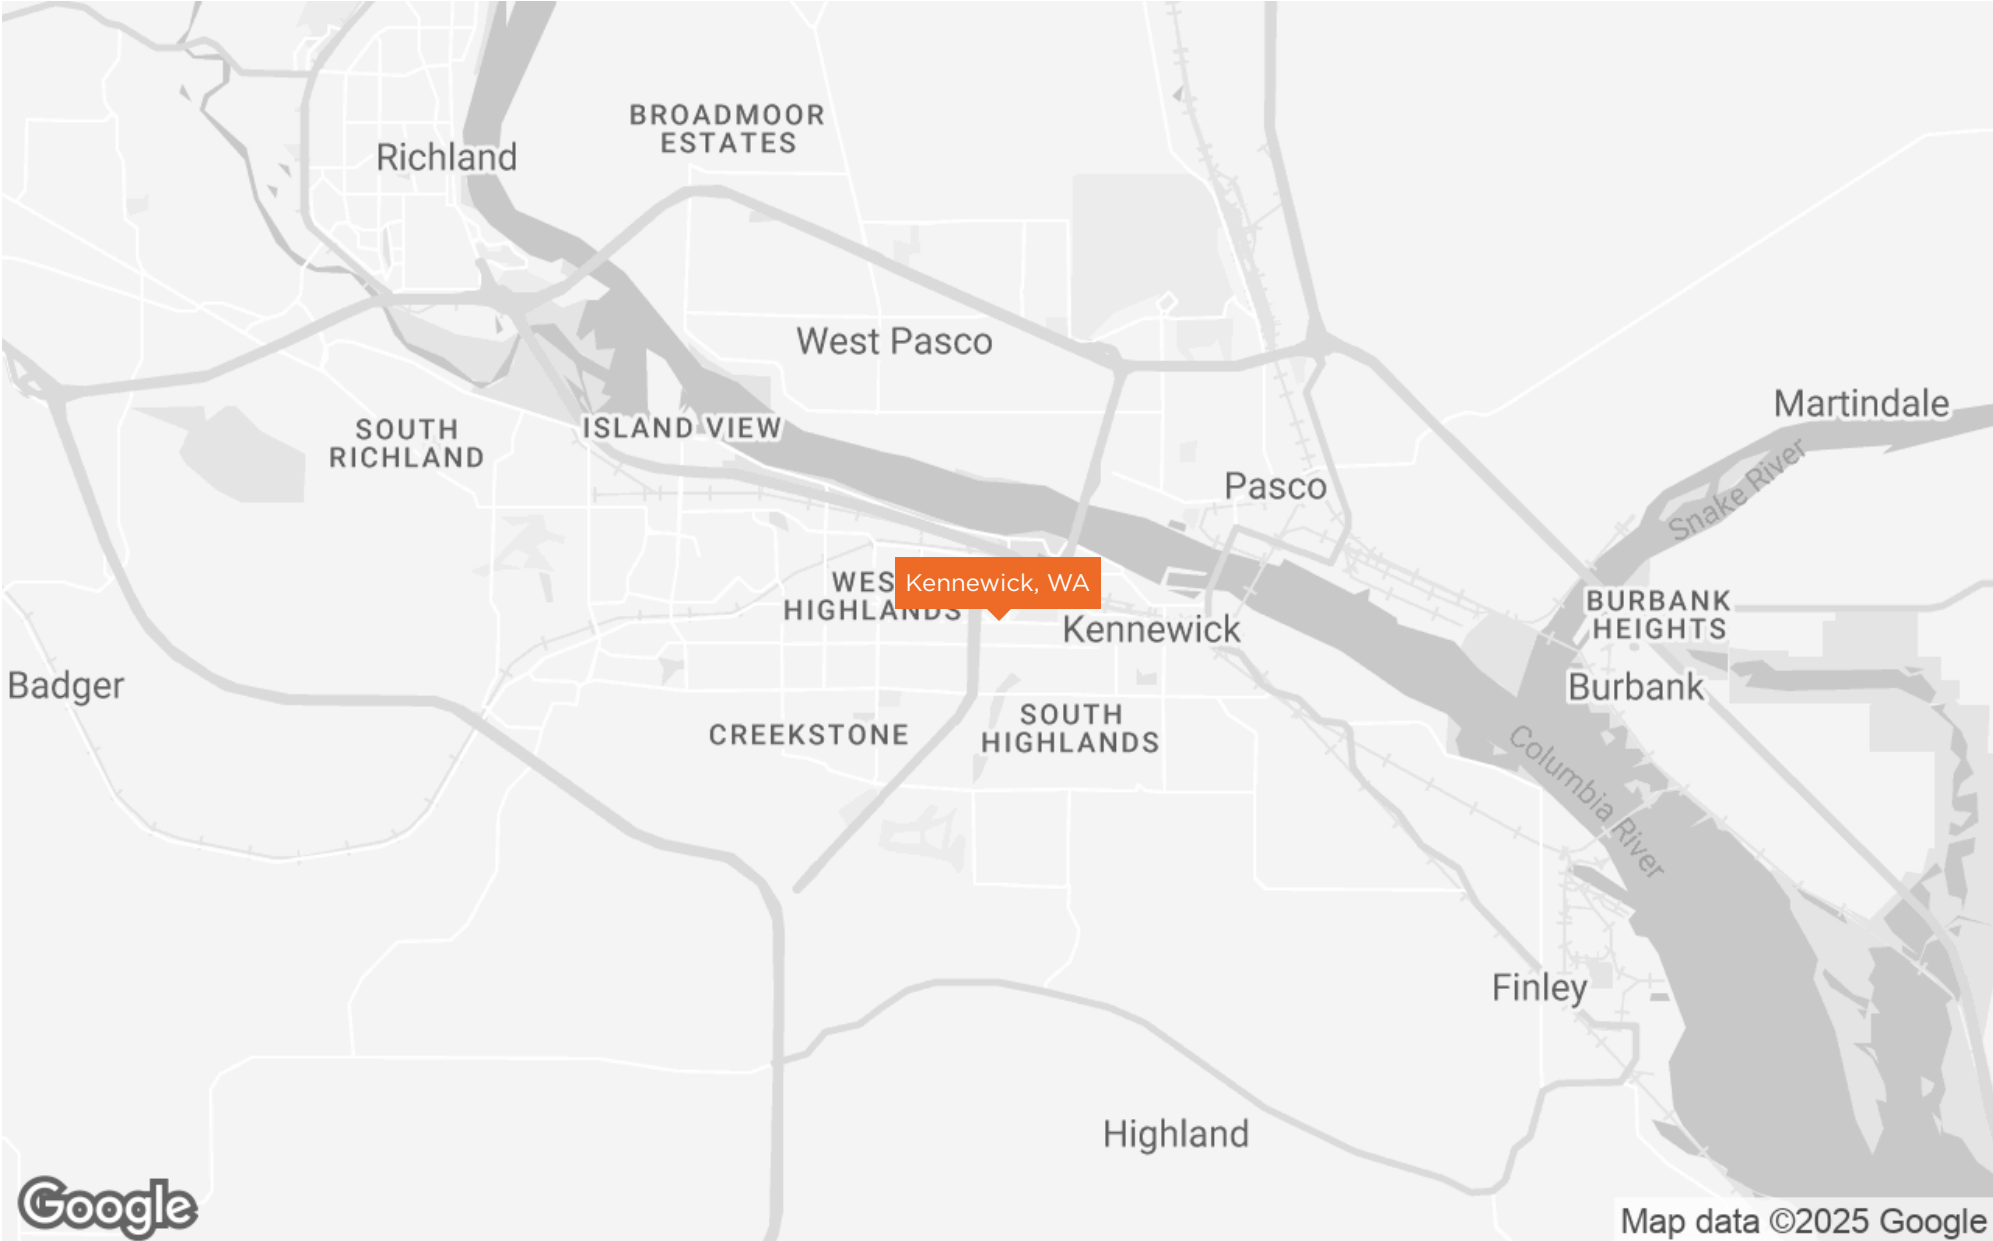 BROADMOOR
ESTATES
Richland
West Pasco
Martindale
SOUTH
RICHLAND
ISLAND VIEW
Snake River
Pasco
WES
HIGHLANDS
Kennewick, WA
Kennewick
BURBANK
HEIGHTS
Badger
Burbank
CREEKSTONE
SOUTH
HIGHLANDS
Columbia River
Finley
Highland
Google
Map data ©2025 Google